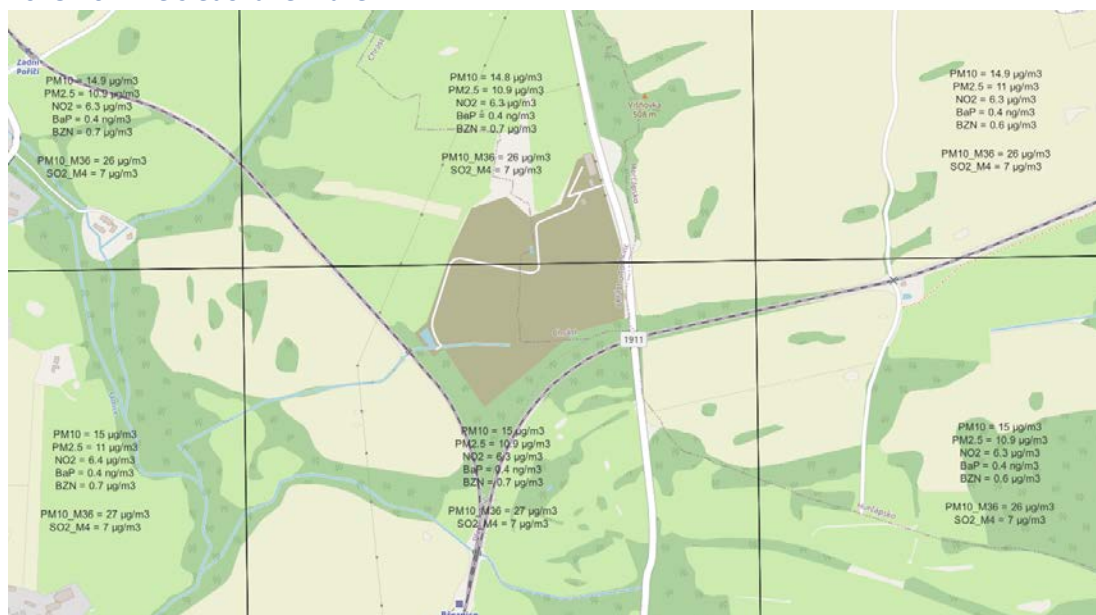 Zadní
Poříčí
PM10 = 14.9 µg/m3
PM2.5 = 10.9 µg/m3
NO2 = 6.3 µg/m3
BaP = 0.4 ng/m3
BZN = 0.7 µg/m3
PM10_M36 = 26 µg/m3
SO2_M4 = 7 µg/m3
Chrást
PM10 = 14.8 µg/m3
PM2.5 = 10.9 µg/m3
NO2 = 6.3 µg/m3
BaP = 0.4 ng/m3
BZN = 0.7 µg/m3
PM10_M36 = 26 µg/m3
SO2_M4 = 7 µg/m3
508 m
PM10 = 14.9 µg/m3
PM2.5 = 11 µg/m3
NO2 = 6.3 µg/m3
BaP = 0.4 ng/m3
BZN = 0.6 µg/m3
PM10_M36 = 26 µg/m3
SO2_M4 = 7 µg/m3
Chrást
1911
PM10 = 15 µg/m3
PM2.5 = 11 µg/m3
NO2 = 6.4 µg/m3
BaP = 0.4 ng/m3
BZN = 0.7 µg/m3
PM10_M36 = 27 µg/m3
SO2_M4 = 7 µg/m3
PM10 = 15 µg/m3
PM2.5 = 10.9 µg/m3
NO2 = 6.3 µg/m3
BaP = 0.4 ng/m3
BZN = 0.7 µg/m3
PM10_M36 = 27 µg/m3
SO2_M4 = 7 µg/m3
PM10 = 15 µg/m3
PM2.5 = 10.9 µg/m3
NO2 = 6.3 µg/m3
BaP = 0.4 ng/m3
BZN = 0.6 µg/m3
PM10_M36 = 26 µg/m3
SO2_M4 = 7 µg/m3